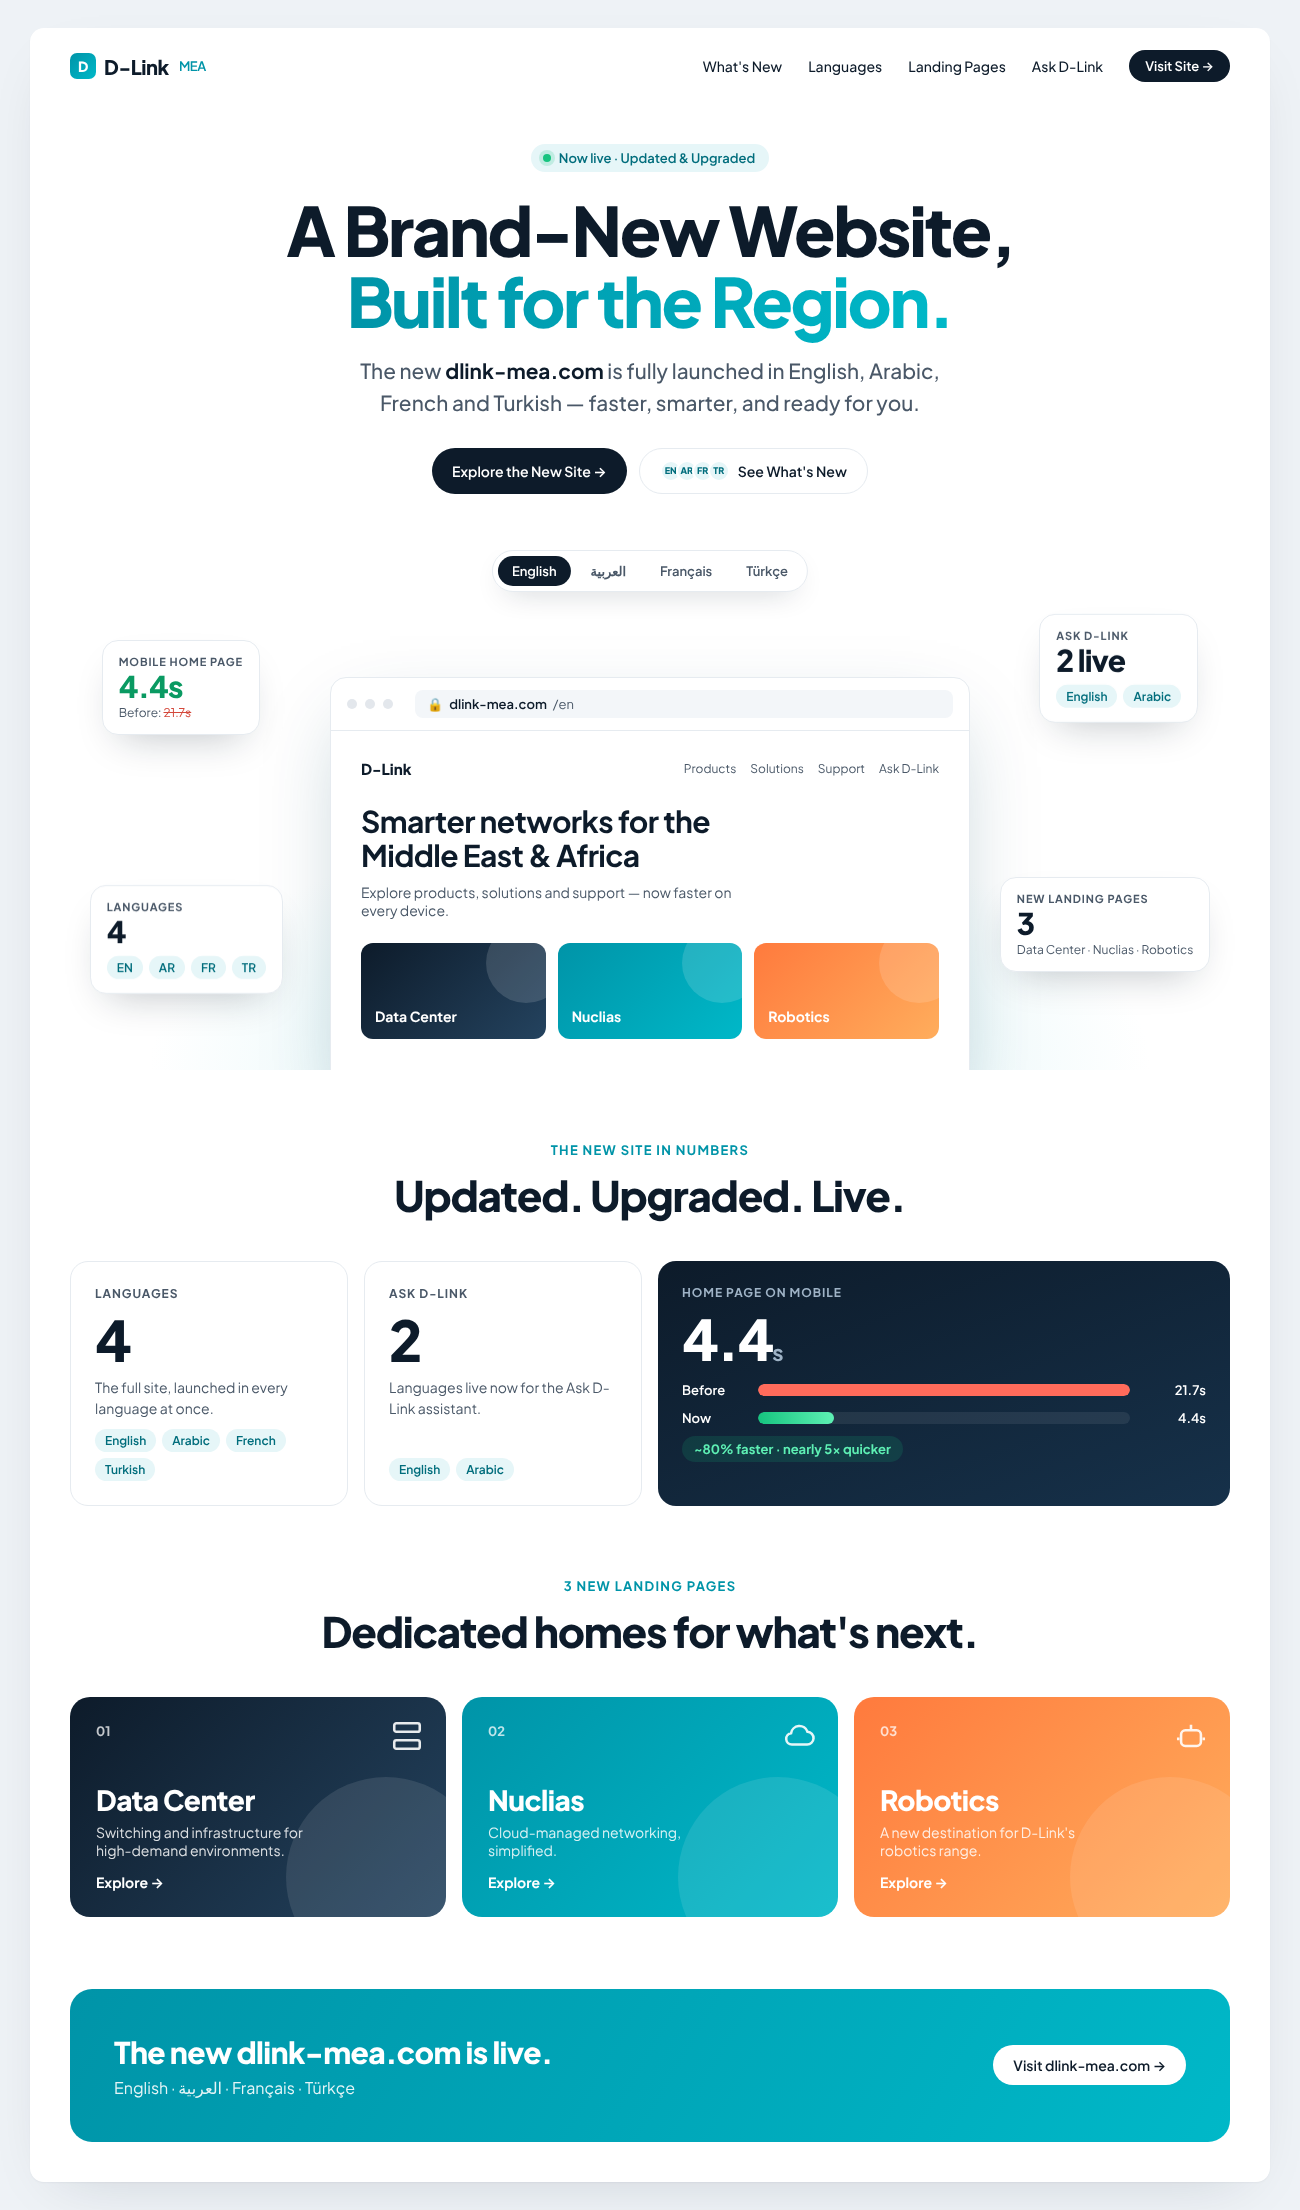 D D-Link MEA
What's New Languages Landing Pages Ask D-Link Visit Site →
Now live · Updated & Upgraded
A Brand-New Website,
Built for the Region.
The new dlink-mea.com is fully launched in English, Arabic,
French and Turkish — faster, smarter, and ready for you.
Explore the New Site →
EN AR FR TR See What's New
English العربية Français Türkçe
MOBILE HOME PAGE
4.4s
Before: 21.7s
ASK D-LINK
2 live
English Arabic
🔒 dlink-mea.com /en
D-Link
Products Solutions Support Ask D-Link
Smarter networks for the
Middle East & Africa
Explore products, solutions and support — now faster on
every device.
LANGUAGES
4
EN AR FR TR
NEW LANDING PAGES
3
Data Center · Nuclias · Robotics
Data Center
Nuclias
Robotics
THE NEW SITE IN NUMBERS
Updated. Upgraded. Live.
LANGUAGES
4
The full site, launched in every
language at once.
English Arabic French
Turkish
ASK D-LINK
2
Languages live now for the Ask D-
Link assistant.
English Arabic
HOME PAGE ON MOBILE
4.4s
Before 21.7s
Now 4.4s
~80% faster · nearly 5× quicker
3 NEW LANDING PAGES
Dedicated homes for what's next.
01
Data Center
Switching and infrastructure for
high-demand environments.
Explore →
02
Nuclias
Cloud-managed networking,
simplified.
Explore →
03
Robotics
A new destination for D-Link's
robotics range.
Explore →
The new dlink-mea.com is live.
English · العربية · Français · Türkçe
Visit dlink-mea.com →